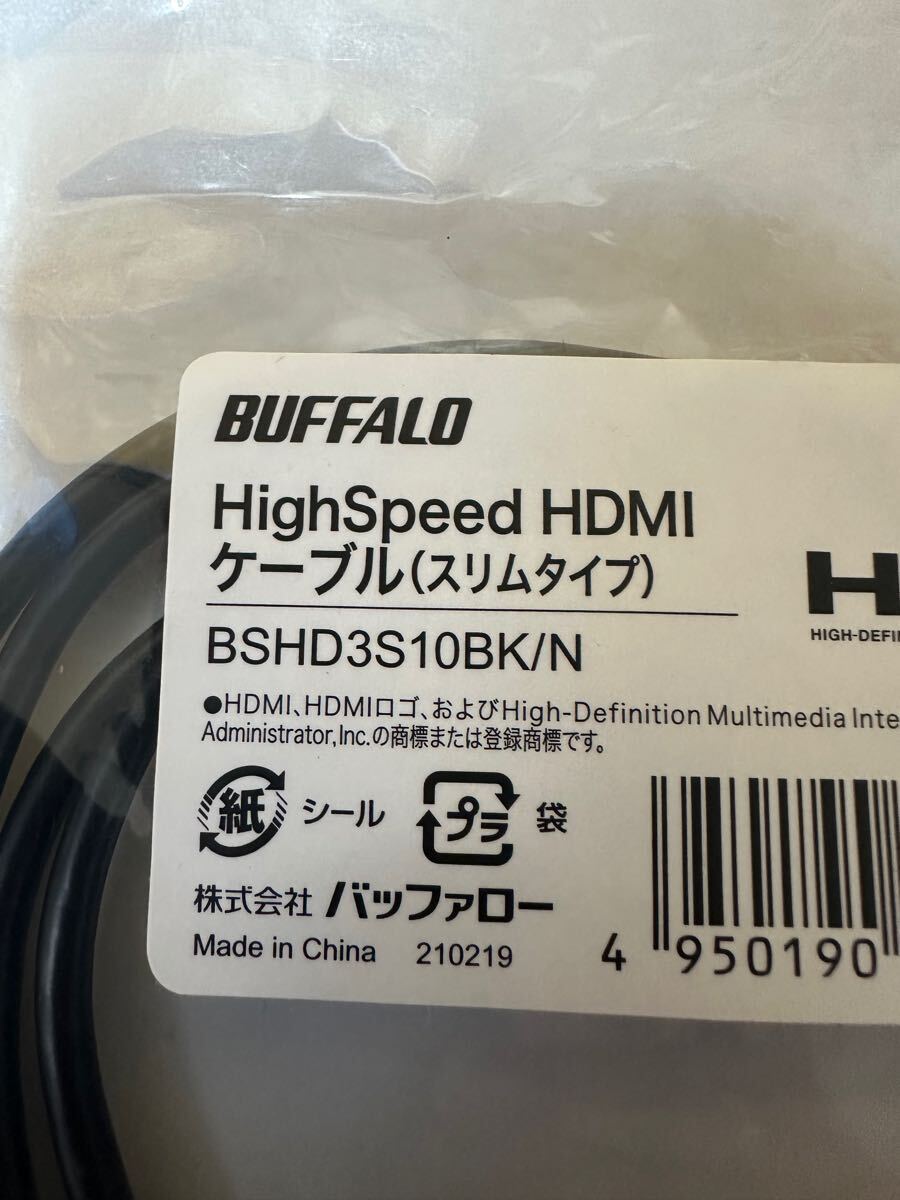 BUFFALO
HighSpeed HDMI
ケーブル(スリムタイプ)
BSHD3S10BK/N
●HDMI、HDMIロゴ、およびHigh-Definition Multimedia
Administrator,Inc.の商標または登録商標です。
紙 シール プラ 袋
株式会社 バッファロー
Made in China 210219
4 950190